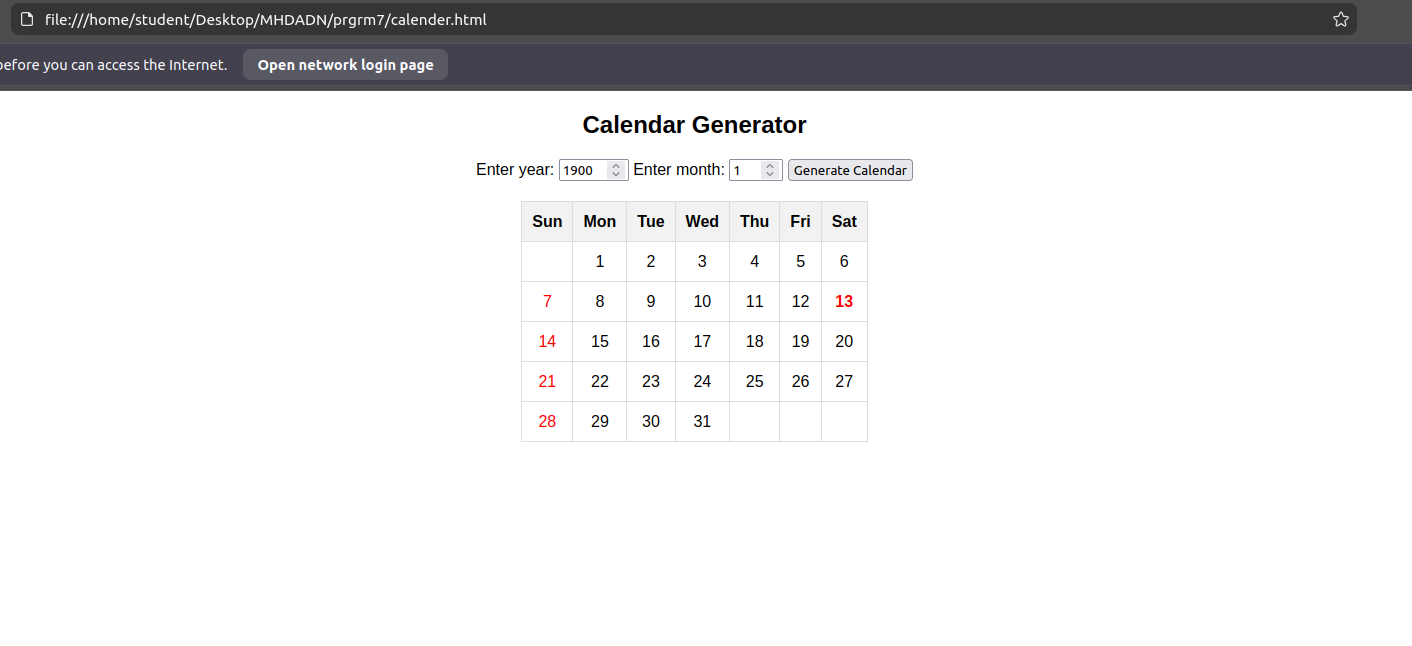 file:///home/student/Desktop/MHDADN/prgrm7/calender.html
before you can access the Internet. Open network login page
Calendar Generator
Enter year: 1900 Enter month: 1 Generate Calendar
Sun Mon Tue Wed Thu Fri Sat
1 2 3 4 5 6
7 8 9 10 11 12 13
14 15 16 17 18 19 20
21 22 23 24 25 26 27
28 29 30 31